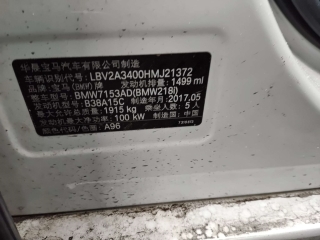 华晨宝马汽车有限公司制造
车辆识别代号: LBV2A3400HMJ21372
品牌: 宝马(BMW)牌 发动机排量: 1499 ml
型号: BMW7153AD(BMW218i)
发动机型号: B38A15C 制造年月: 2017.05
最大允许总质量: 1915 kg 乘坐人数: 5 人
发动机最大净功率: 100 kW 制造国: 中国
颜色代码: A96